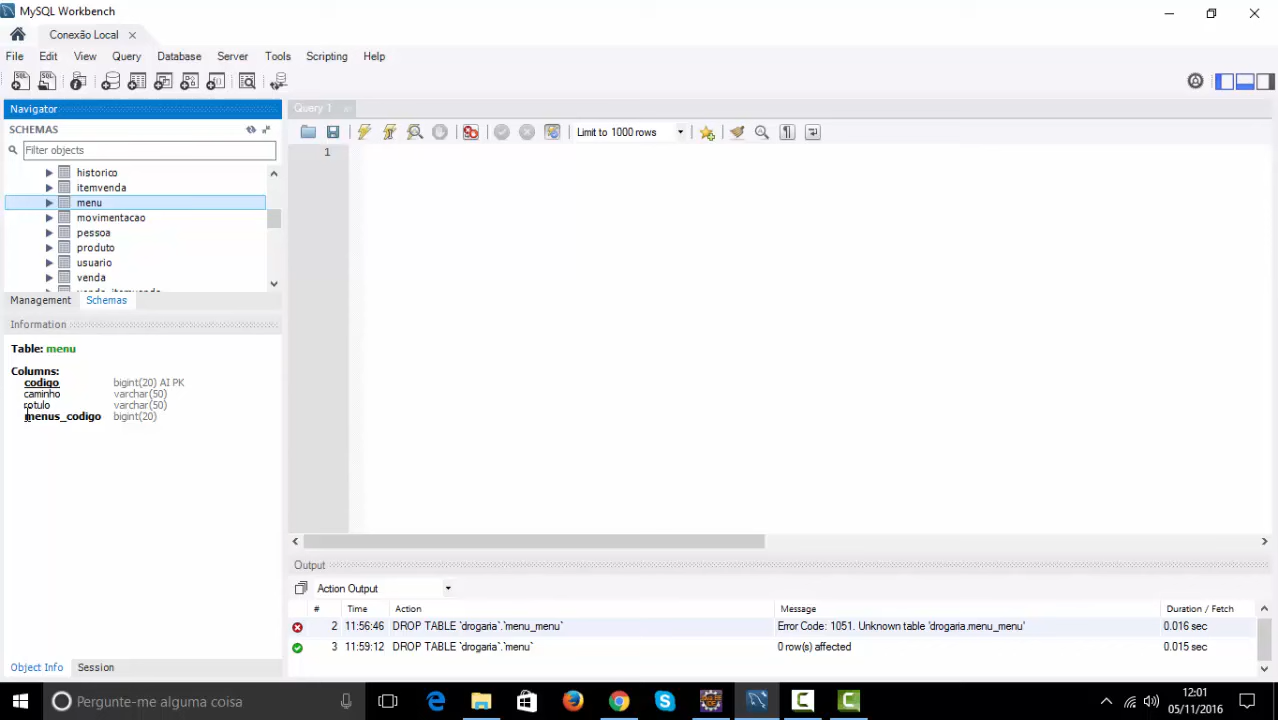 MySQL Workbench
Conexão Local
File Edit View Query Database Server Tools Scripting Help
Navigator
SCHEMAS
Filter objects
historico
itemvenda
menu
movimentacao
pessoa
produto
usuario
venda
Management Schemas
Information
Table: menu
Columns:
codigo bigint(20) AI PK
caminho varchar(50)
rotulo varchar(50)
menus_codigo bigint(20)
Object Info Session
Query 1
Limit to 1000 rows
1
Output
Action Output
# Time Action Message Duration / Fetch
2 11:56:46 DROP TABLE `drogaria`.`menu_menu` Error Code: 1051. Unknown table 'drogaria.menu_menu' 0.016 sec
3 11:59:12 DROP TABLE `drogaria`.`menu` 0 row(s) affected 0.015 sec
Pergunte-me alguma coisa
12:01
05/11/2016